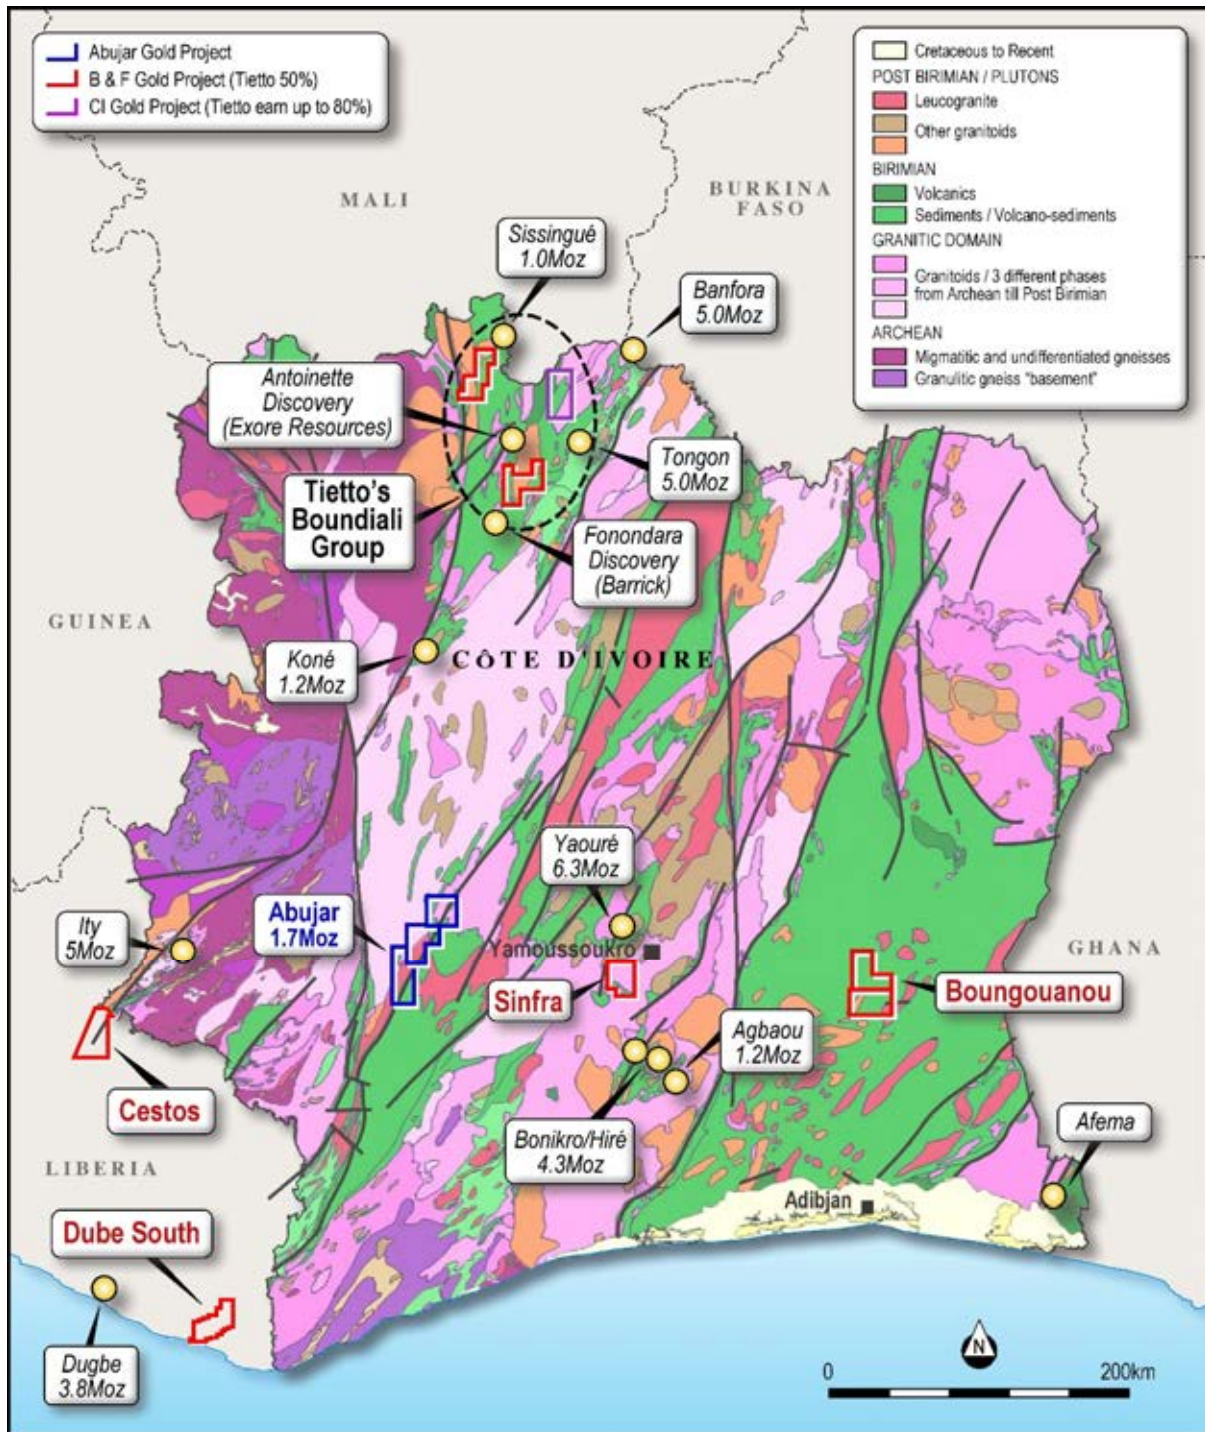 Abujar Gold Project
B & F Gold Project (Tietto 50%)
CI Gold Project (Tietto earn up to 80%)
Cretaceous to Recent
POST BIRIMIAN / PLUTONS
Leucogranite
Other granitoids
BIRIMIAN
Volcanics
Sediments / Volcano-sediments
GRANITIC DOMAIN
Granitoids / 3 different phases
from Archean till Post Birimian
ARCHEAN
Migmatitic and undifferentiated gneisses
Granulitic gneiss "basement"
MALI
BURKINA
FASO
Sissingué
1.0Moz
Banfora
5.0Moz
Antoinette
Discovery
(Exore Resources)
Tongon
5.0Moz
Tietto's
Boundiali
Group
Fonondara
Discovery
(Barrick)
GUINEA
Koné
1.2Moz
CÔTE D'IVOIRE
Yaouré
6.3Moz
Abujar
1.7Moz
Ity
5Moz
Yamoussoukro
GHANA
Sinfra
Boungouanou
Agbaou
1.2Moz
Cestos
Bonikro/Hiré
4.3Moz
Afema
LIBERIA
Adibjan
Dube South
Dugbe
3.8Moz
N
0
200km